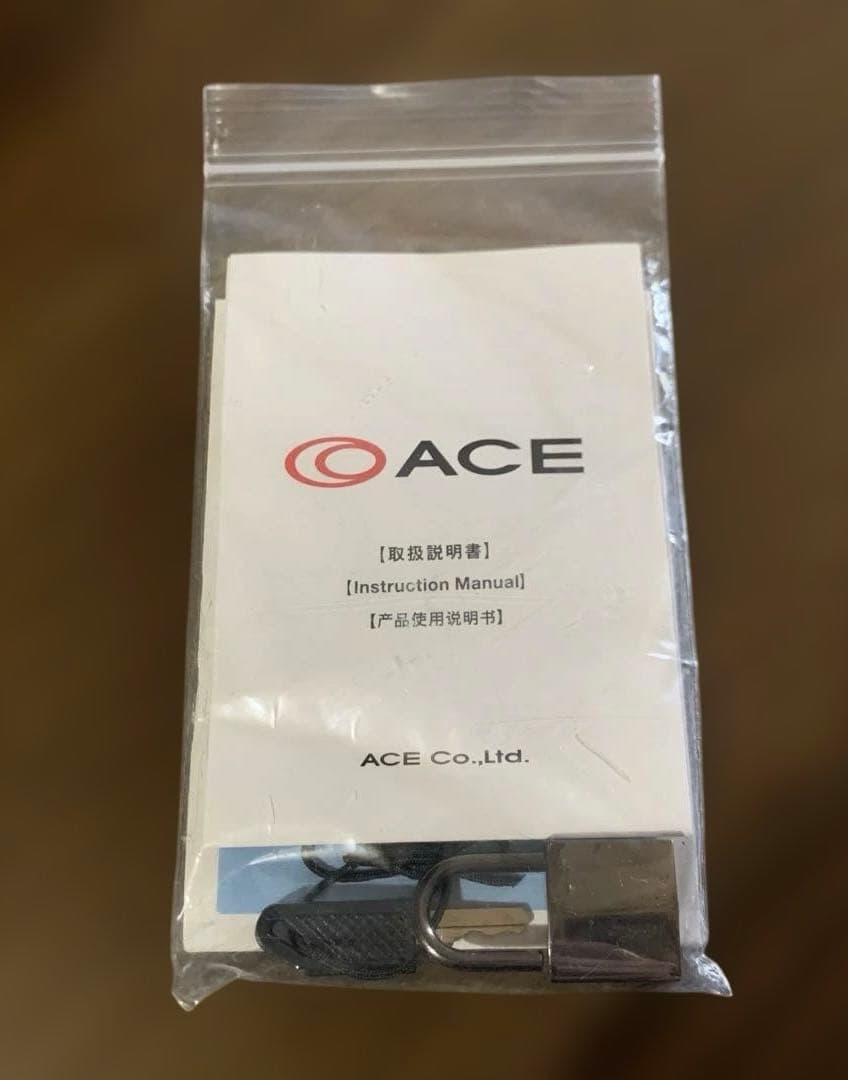 ACE
【取扱説明書】
【Instruction Manual】
【产品使用说明书】
ACE Co.,Ltd.